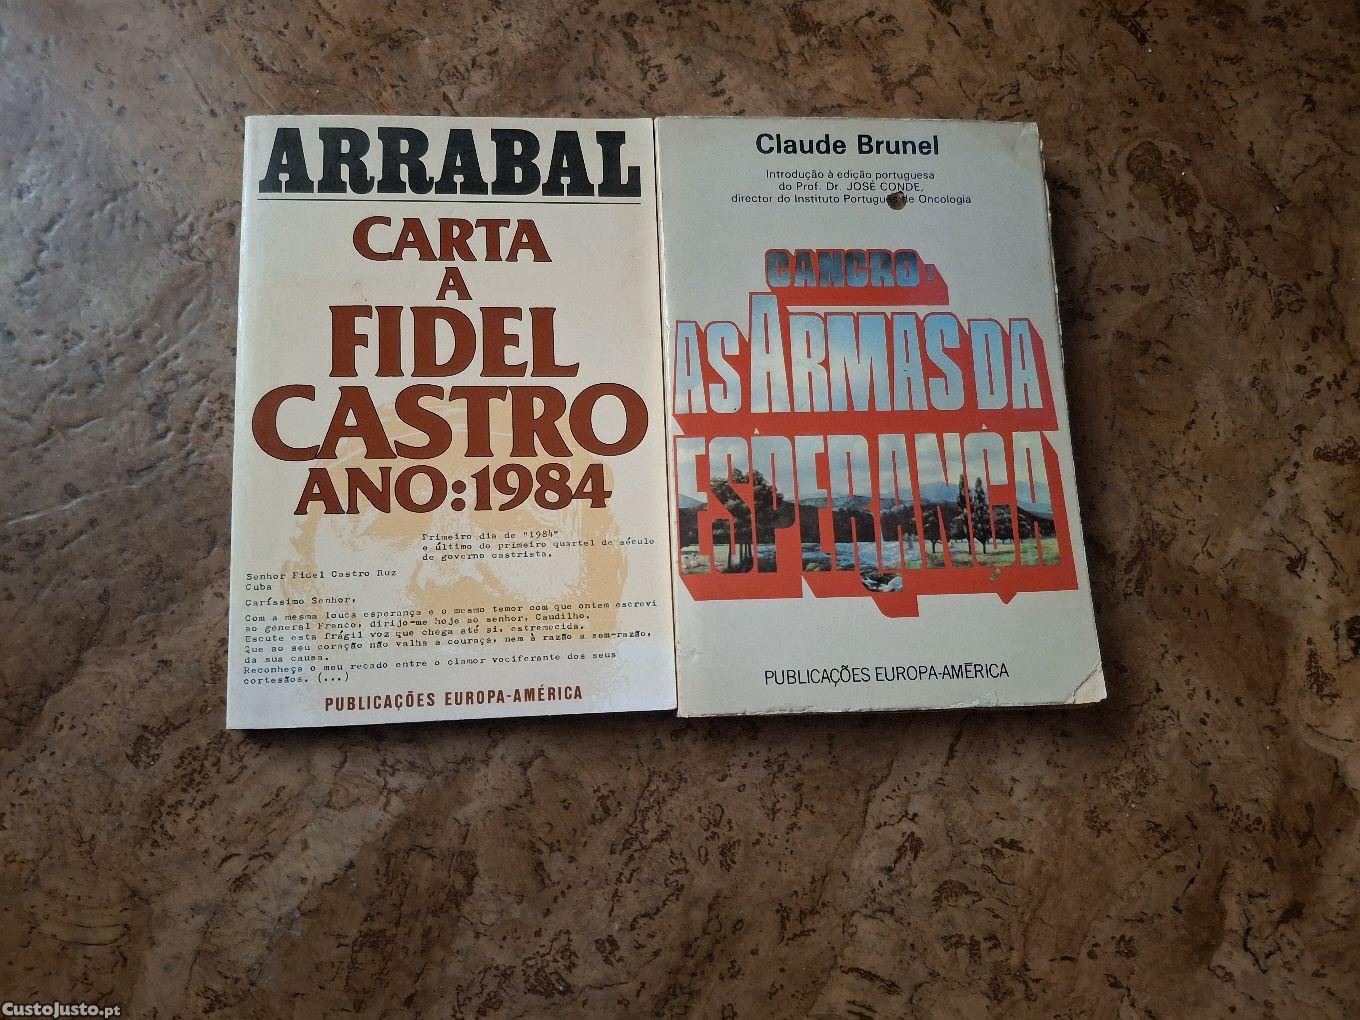 ARRABAL
CARTA
A
FIDEL
CASTRO
ANO:1984
Primeiro dia de "1984"
e último do primeiro quartel de século
de governo castrista.
Senhor Fidel Castro Ruz
Cuba
Caríssimo Senhor,
Com a mesma louca esperança e o mesmo temor com que ontem escrevi
ao general Franco, dirijo-me hoje ao senhor, Caudilho.
Escute esta frágil voz que chega até si, estremecida.
Que ao seu coração não valha a couraça, nem à razão a sem-razão,
da sua causa.
Reconheça o meu recado entre o clamor vociferante dos seus
cortesãos. (...)
PUBLICAÇÕES EUROPA-AMÉRICA
Claude Brunel
Introdução à edição portuguesa
do Prof. Dr. JOSÉ CONDE,
director do Instituto Português de Oncologia
CANCRO:
AS ARMAS DA
ESPERANÇA
PUBLICAÇÕES EUROPA-AMÉRICA
CustoJusto.pt